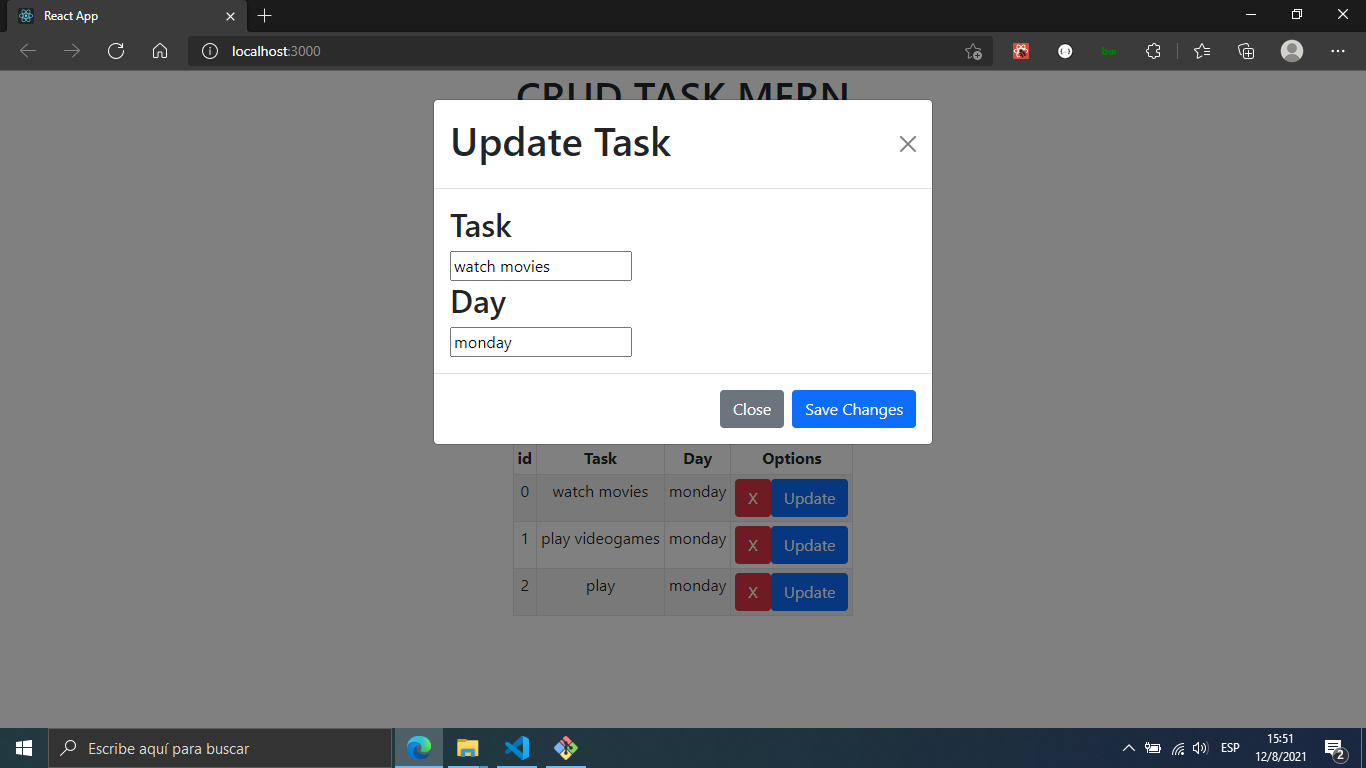 React App
localhost:3000
CRUD TASK MERN
Update Task
Task
watch movies
Day
monday
Close Save Changes
id Task Day Options
0 watch movies monday X Update
1 play videogames monday X Update
2 play monday X Update
Escribe aquí para buscar
ESP
15:51
12/8/2021
2